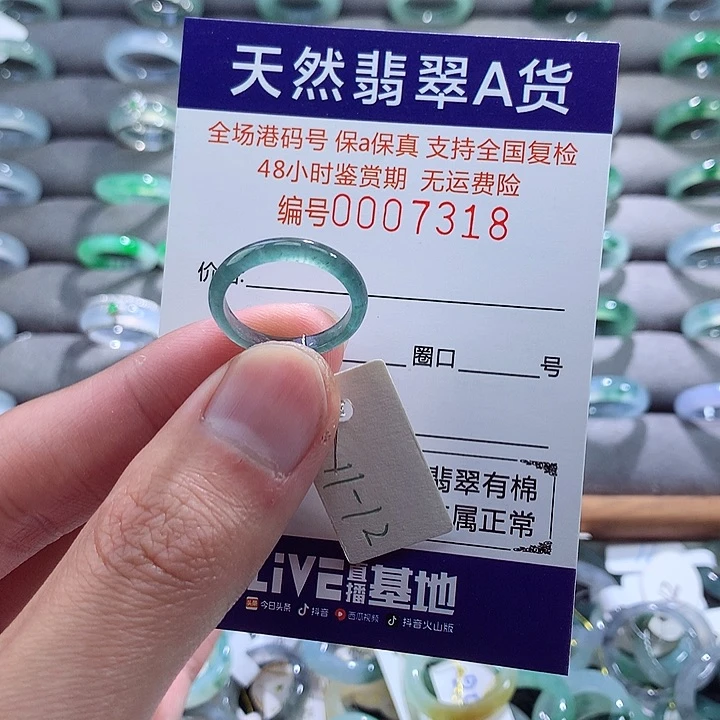 天然翡翠A货
全场港码号 保a保真 支持全国复检
48小时鉴赏期 无运费险
编号0007318
价
圈口 号
翡翠有棉
属正常
LiVE直播基地
今日头条 抖音 西瓜视频 抖音火山版